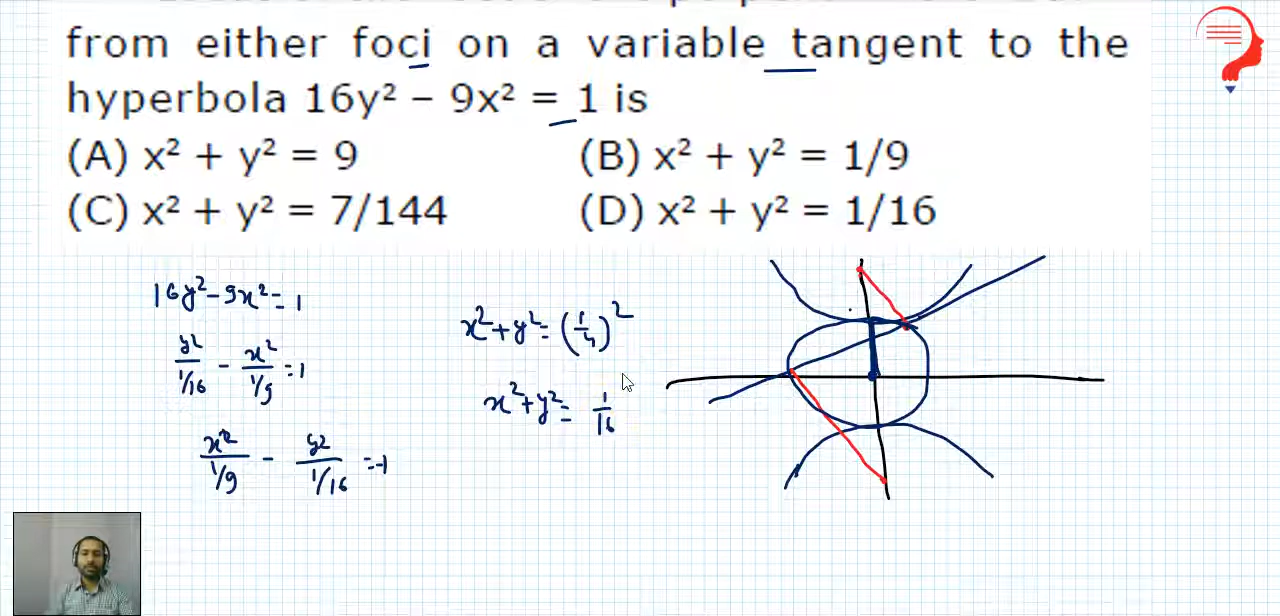 from either foci on a variable tangent to the
hyperbola 16y² – 9x² = 1 is
(A) x² + y² = 9 (B) x² + y² = 1/9
(C) x² + y² = 7/144 (D) x² + y² = 1/16
16y² - 9x² = 1
y²/1/16 - x²/1/9 = 1
x²/1/9 - y²/1/16 = -1
x² + y² = (1/4)²
x² + y² = 1/16